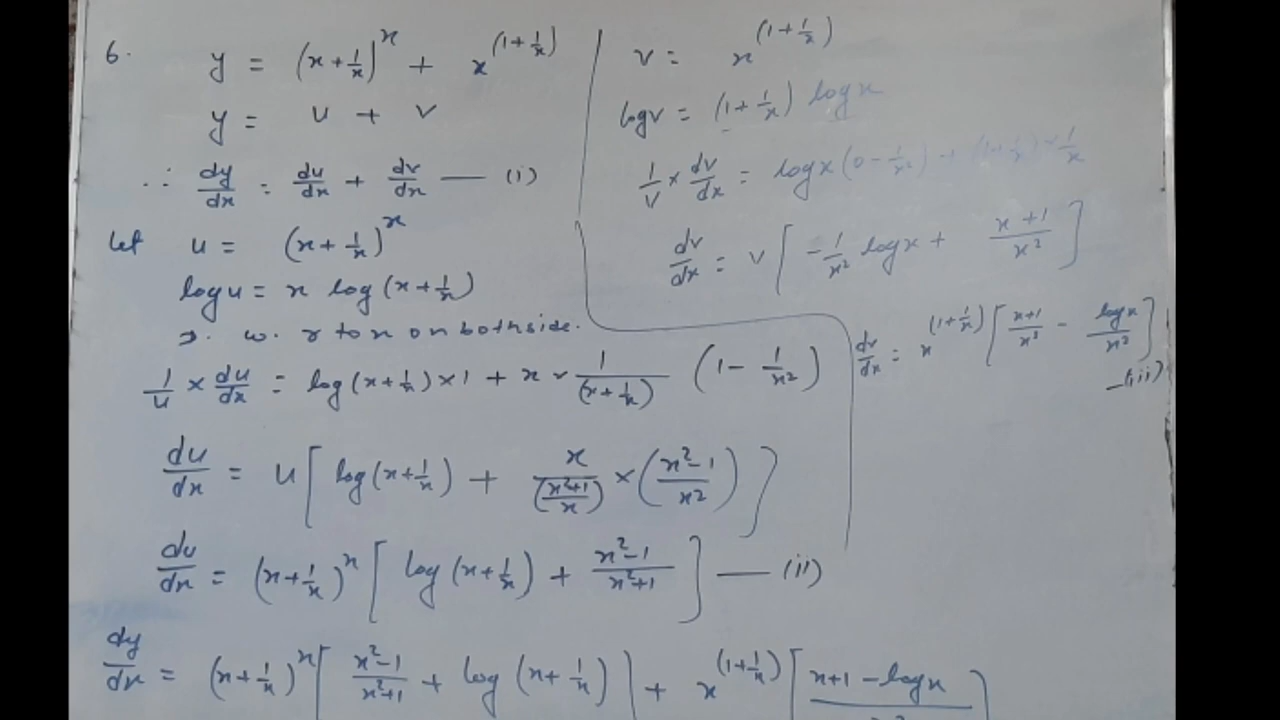 6. y = (x + 1/x)^x + x^(1 + 1/x)
y = u + v
∴ dy/dx = du/dx + dv/dx — (i)
let u = (x + 1/x)^x
log u = x log (x + 1/x)
D. w. r to x on both side.
1/u × du/dx = log (x + 1/x) × 1 + x × 1/(x + 1/x) (1 - 1/x²)
du/dx = u [ log (x + 1/x) + x/((x²+1)/x) × ((x²-1)/x²) ]
du/dx = (x + 1/x)^x [ log (x + 1/x) + (x²-1)/(x²+1) ] — (ii)
v = x^(1 + 1/x)
log v = (1 + 1/x) log x
1/v × dv/dx = log x (0 - 1/x²) + (1 + 1/x) × 1/x
dv/dx = v [ -1/x² log x + (x+1)/x² ]
dv/dx = x^(1 + 1/x) [ (x+1)/x² - log x/x² ] — (iii)
dy/dx = (x + 1/x)^x [ (x²-1)/(x²+1) + log (x + 1/x) ] + x^(1 + 1/x) [ x+1 - log x